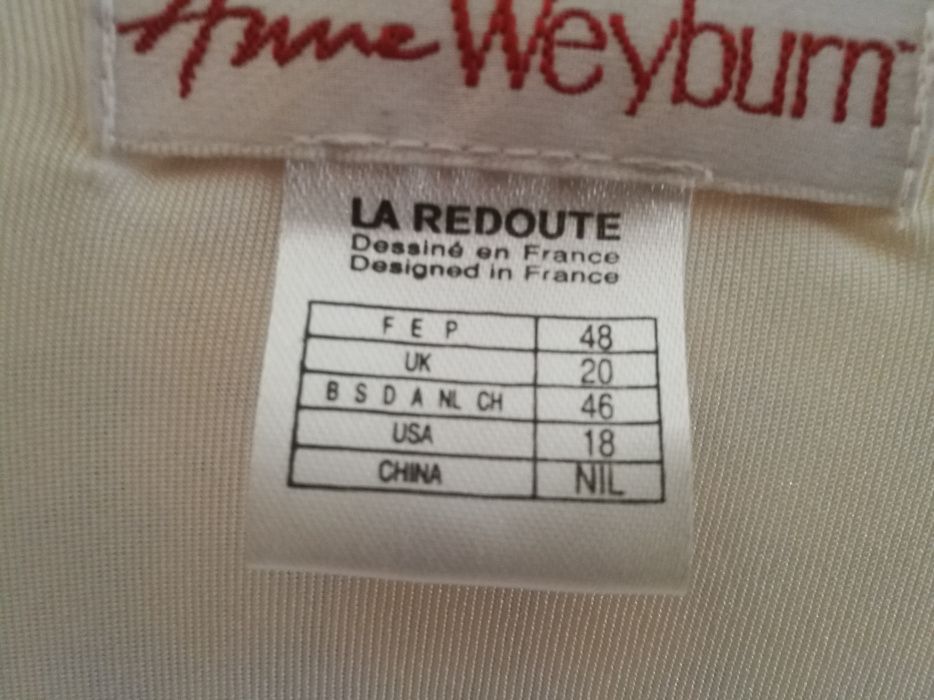 Anne Weyburn
LA REDOUTE
Dessiné en France
Designed in France
F E P 48
UK 20
B S D A NL CH 46
USA 18
CHINA NIL